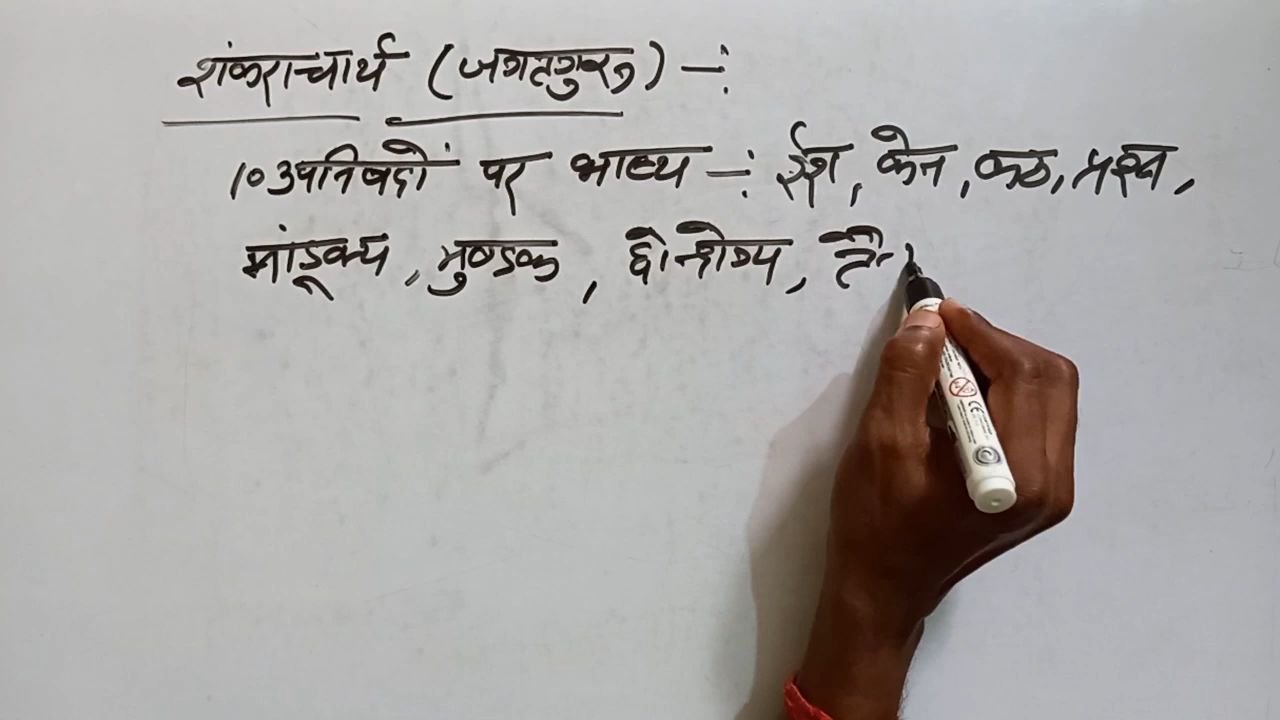 शंकराचार्य (जगतगुरु) -:
10 उपनिषदों पर भाष्य -: ईश, केन, कठ, प्रश्न,
मांडूक्य, मुण्डक, छान्दोग्य, तै